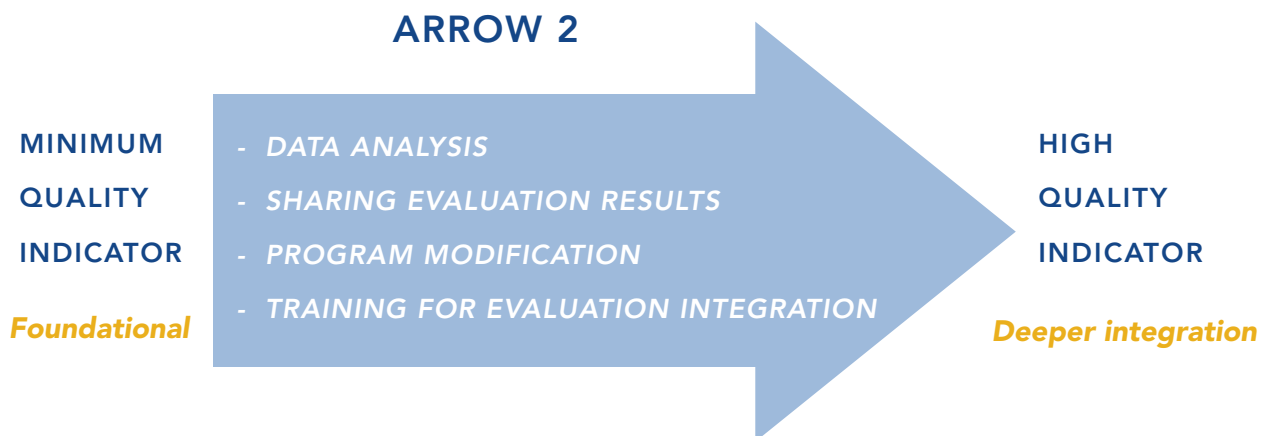 ARROW 2
MINIMUM
QUALITY
INDICATOR
Foundational
- DATA ANALYSIS
- SHARING EVALUATION RESULTS
- PROGRAM MODIFICATION
- TRAINING FOR EVALUATION INTEGRATION
HIGH
QUALITY
INDICATOR
Deeper integration